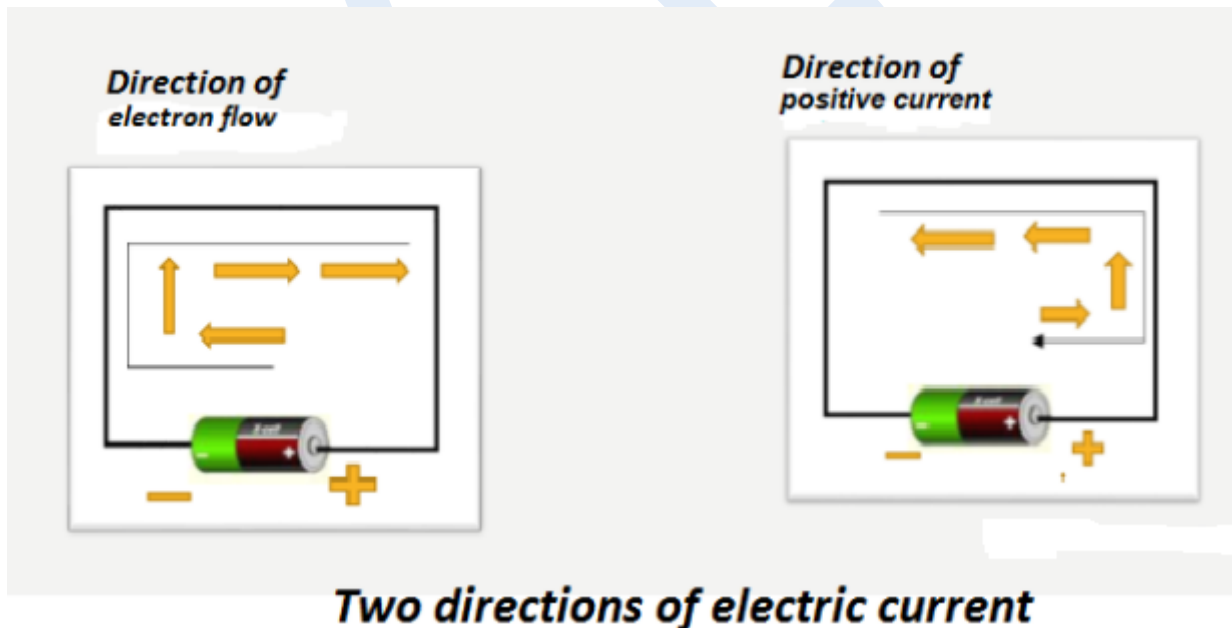 Direction of
electron flow
Direction of
positive current
- +
- +
- +
- +
Two directions of electric current